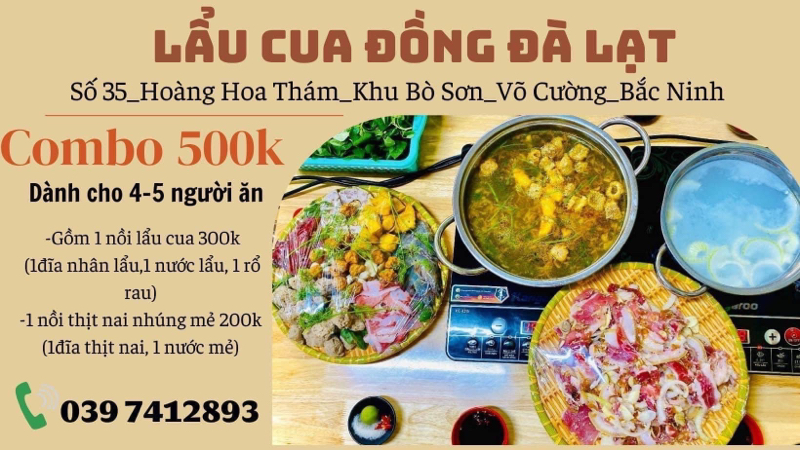 LẨU CUA ĐỒNG ĐÀ LẠT
Số 35_Hoàng Hoa Thám_Khu Bò Sơn_Võ Cường_Bắc Ninh
Combo 500k
Dành cho 4-5 người ăn
-Gồm 1 nồi lẩu cua 300k
(1đĩa nhân lẩu,1 nước lẩu, 1 rổ
rau)
-1 nồi thịt nai nhúng mẻ 200k
(1đĩa thịt nai, 1 nước mẻ)
039 7412893